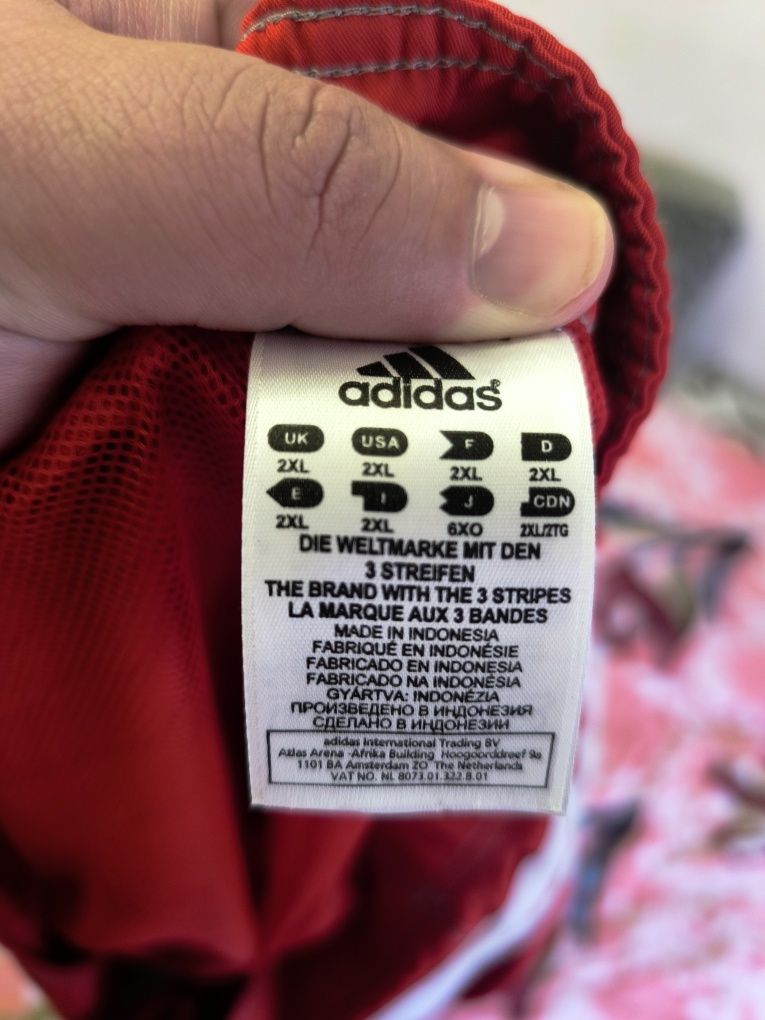 adidas®
UK USA F D
2XL 2XL 2XL 2XL
E I J CDN
2XL 2XL 6XO 2XL/2TG
DIE WELTMARKE MIT DEN
3 STREIFEN
THE BRAND WITH THE 3 STRIPES
LA MARQUE AUX 3 BANDES
MADE IN INDONESIA
FABRIQUÉ EN INDONÉSIE
FABRICADO EN INDONESIA
FABRICADO NA INDONÉSIA
GYÁRTVA: INDONÉZIA
ПРОИЗВЕДЕНО В ИНДОНЕЗИЯ
СДЕЛАНО В ИНДОНЕЗИИ
adidas International Trading BV
Atlas Arena -Afrika Building Hoogoorddreef 9a
1101 BA Amsterdam ZO The Netherlands
VAT NO. NL 8073.01.322.B.01